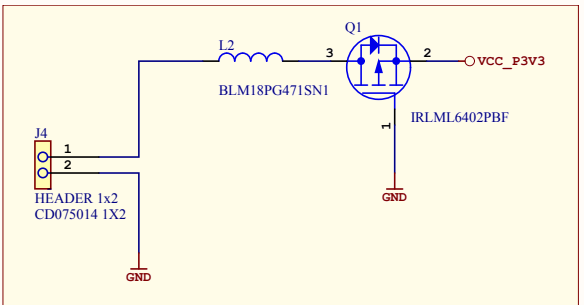 Q1
L2
3
2
VCC_P3V3
BLM18PG471SN1
IRLML6402PBF
1
J4
1
2
GND
HEADER 1x2
CD075014 1X2
GND